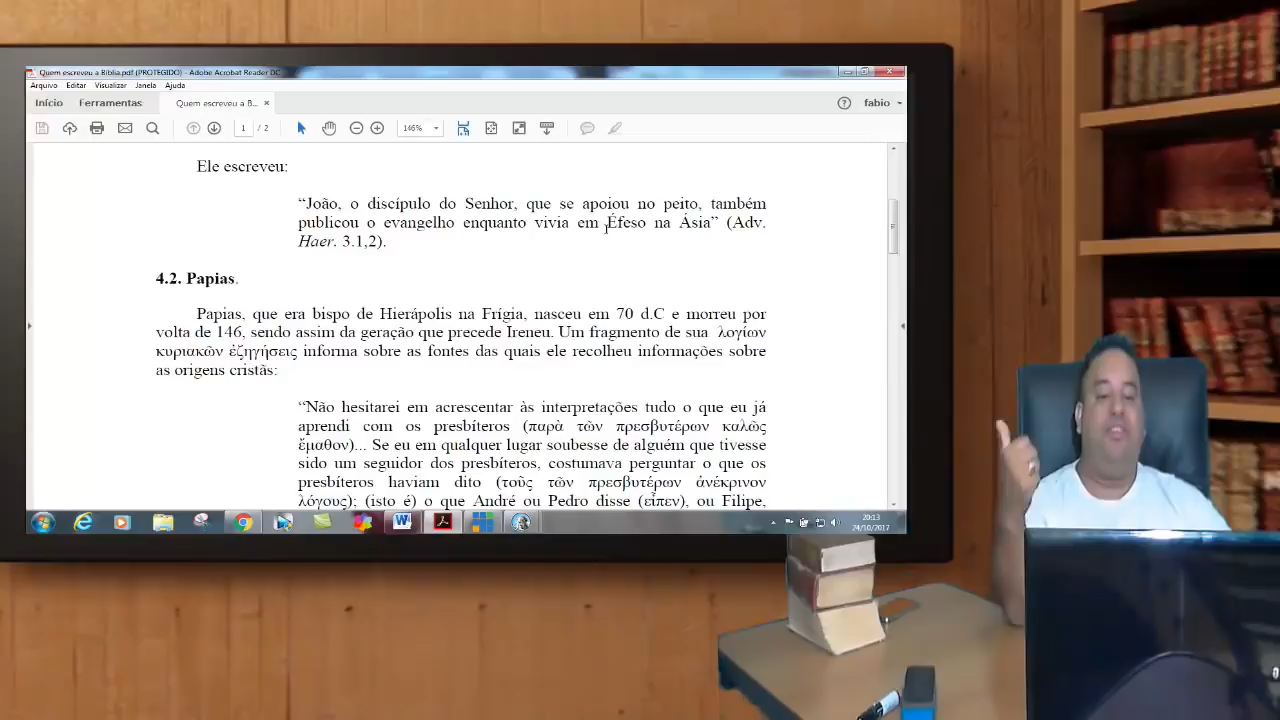 Quem escreveu a Bíblia.pdf (PROTEGIDO) - Adobe Acrobat Reader DC
Arquivo Editar Visualizar Janela Ajuda
Início Ferramentas Quem escreveu a B... × fabio
1 / 2 146%
Ele escreveu:
“João, o discípulo do Senhor, que se apoiou no peito, também
publicou o evangelho enquanto vivia em Éfeso na Ásia” (Adv.
Haer. 3.1,2).
4.2. Papias.
Papias, que era bispo de Hierápolis na Frígia, nasceu em 70 d.C e morreu por
volta de 146, sendo assim da geração que precede Ireneu. Um fragmento de sua λογίων
κυριακῶν ἐξηγήσεις informa sobre as fontes das quais ele recolheu informações sobre
as origens cristãs:
“Não hesitarei em acrescentar às interpretações tudo o que eu já
aprendi com os presbíteros (παρὰ τῶν πρεσβυτέρων καλῶς
ἔμαθον)... Se eu em qualquer lugar soubesse de alguém que tivesse
sido um seguidor dos presbíteros, costumava perguntar o que os
presbíteros haviam dito (τοὺς τῶν πρεσβυτέρων ἀνέκρινον
λόγους); (isto é) o que André ou Pedro disse (εἶπεν), ou Filipe,
20:13
24/10/2017